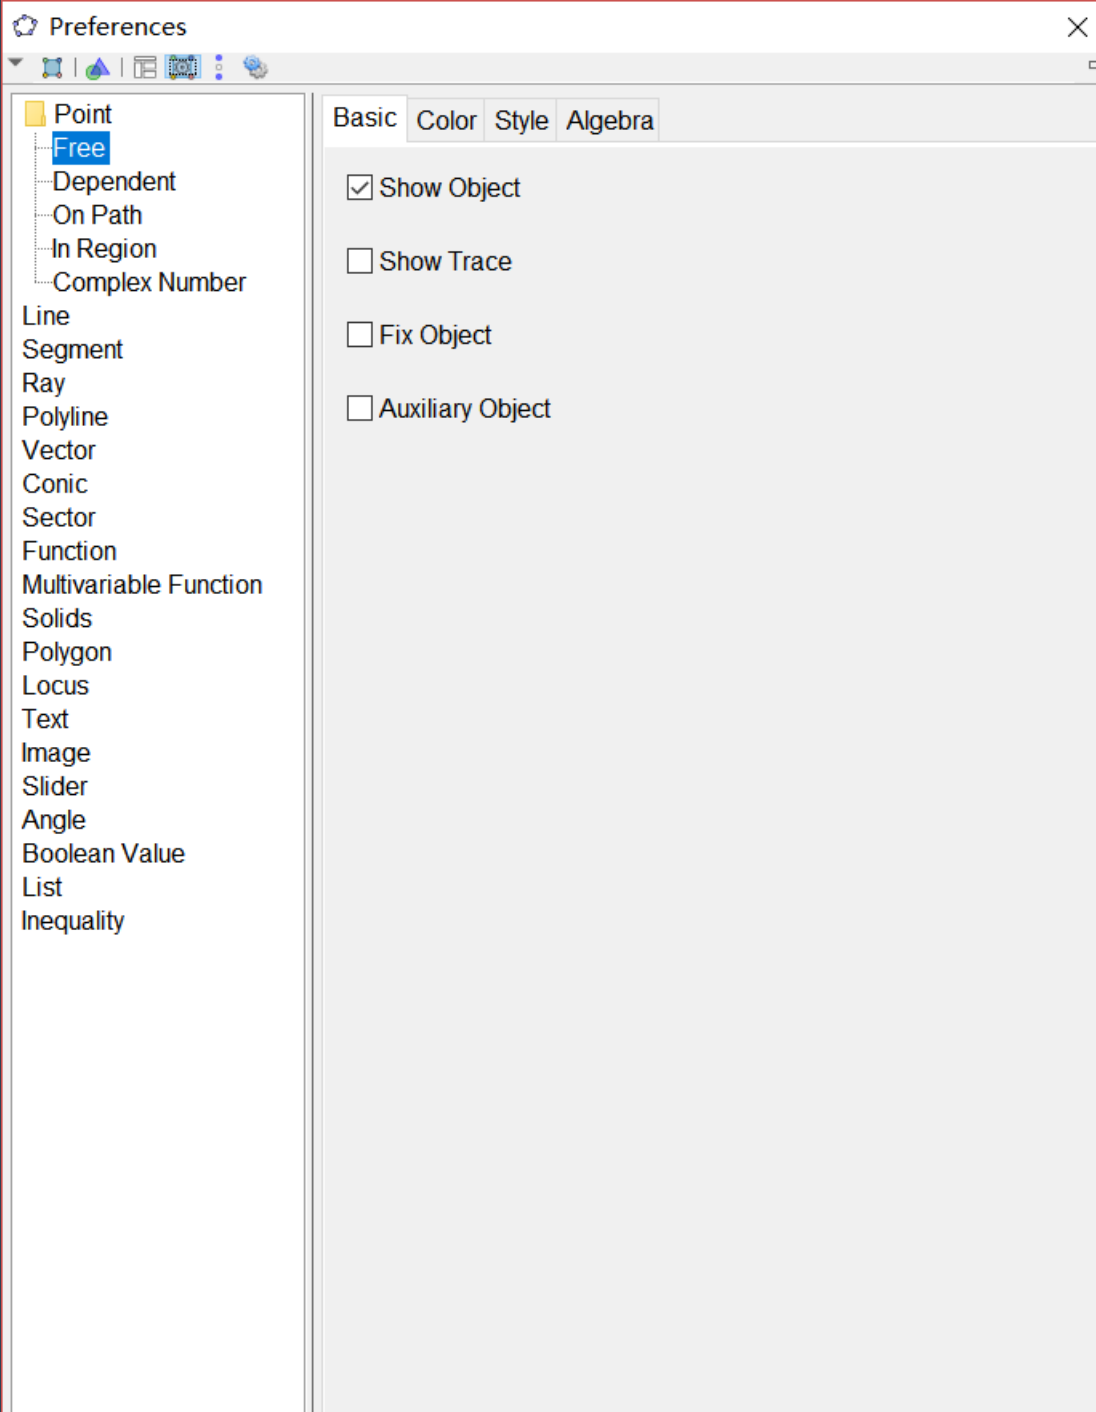 Preferences
Point
Free
Dependent
On Path
In Region
Complex Number
Line
Segment
Ray
Polyline
Vector
Conic
Sector
Function
Multivariable Function
Solids
Polygon
Locus
Text
Image
Slider
Angle
Boolean Value
List
Inequality
Basic Color Style Algebra
Show Object
Show Trace
Fix Object
Auxiliary Object